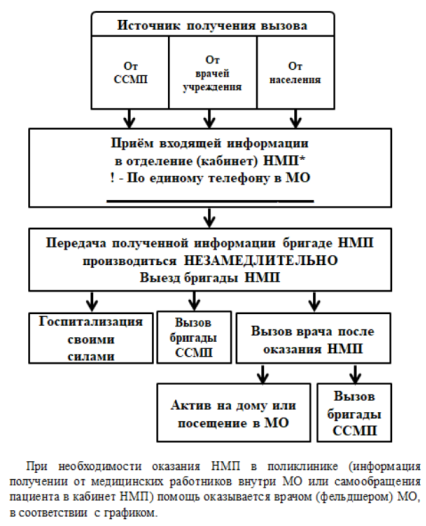 Источник получения вызова
От
ССМП
От
врачей
учреждения
От
населения
Приём входящей информации
в отделение (кабинет) НМП*
! - По единому телефону в МО
Передача полученной информации бригаде НМП
производиться НЕЗАМЕДЛИТЕЛЬНО
Выезд бригады НМП
Госпитализация
своими
силами
Вызов
бригады
ССМП
Вызов врача после
оказания НМП
Актив на дому или
посещение в МО
Вызов
бригады
ССМП
При необходимости оказания НМП в поликлинике (информация
получении от медицинских работников внутри МО или самообращения
пациента в кабинет НМП) помощь оказывается врачом (фельдшером) МО,
в соответствии с графиком.